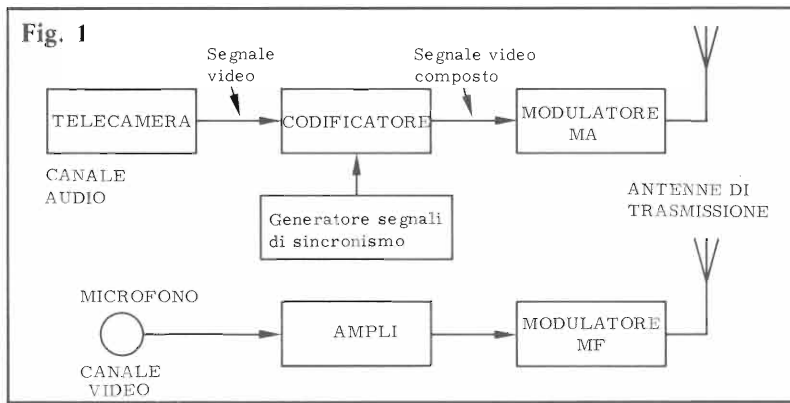 Fig. 1
Segnale
video
Segnale video
composto
TELECAMERA
CODIFICATORE
MODULATORE
MA
CANALE
AUDIO
Generatore segnali
di sincronismo
ANTENNE DI
TRASMISSIONE
MICROFONO
AMPLI
MODULATORE
MF
CANALE
VIDEO